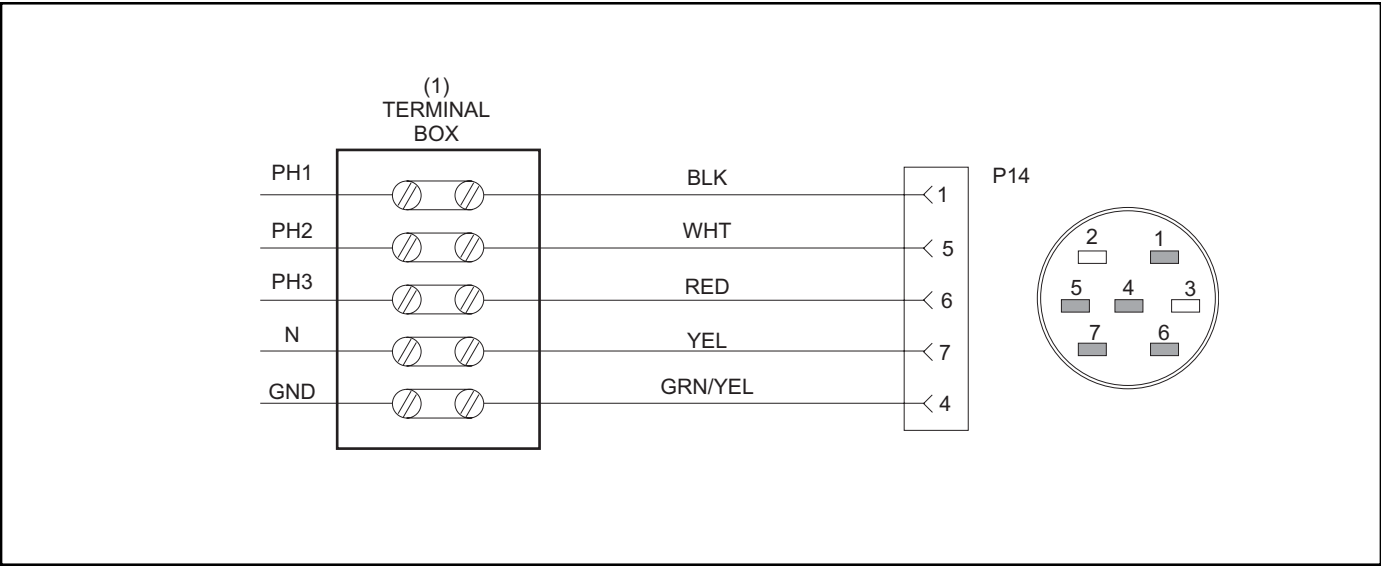 (1)
TERMINAL
BOX
PH1
BLK
1
P14
PH2
WHT
5
PH3
RED
6
N
YEL
7
GND
GRN/YEL
4
2 1
5 4 3
7 6